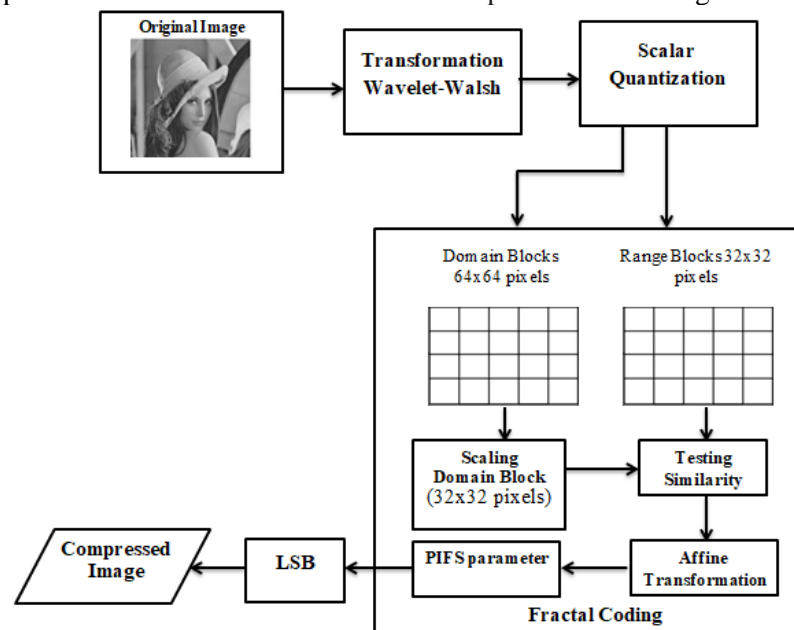 Original Image
Transformation
Wavelet-Walsh
Scalar
Quantization
Domain Blocks
64x64 pixels
Range Blocks 32x32
pixels
Scaling
Domain Block
(32x32 pixels)
Testing
Similarity
Compressed
Image
LSB
PIFS parameter
Affine
Transformation
Fractal Coding